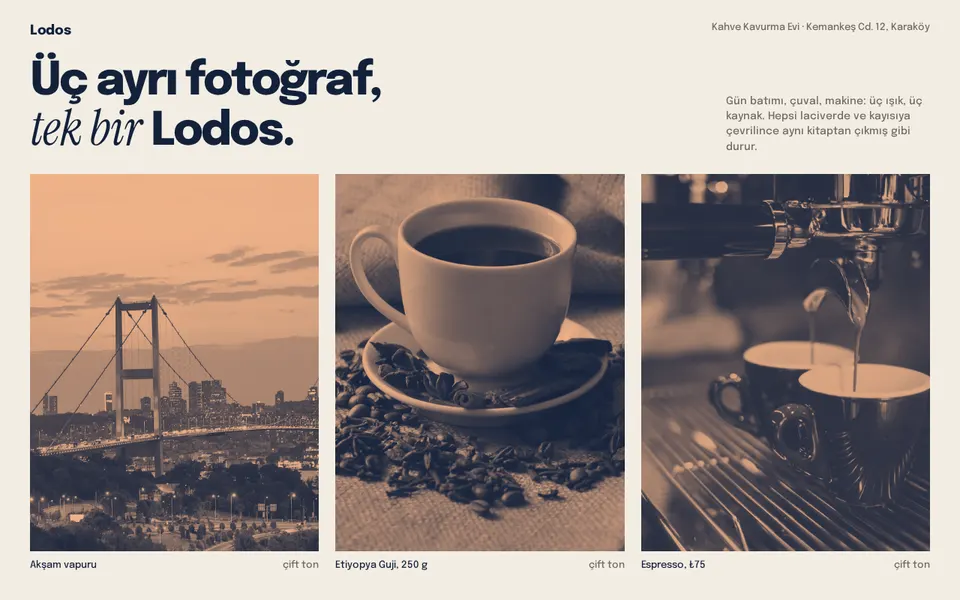 Lodos
Kahve Kavurma Evi · Kemankeş Cd. 12, Karaköy
Üç ayrı fotoğraf,
tek bir Lodos.
Gün batımı, çuval, makine: üç ışık, üç
kaynak. Hepsi laciverde ve kayısıya
çevrilince aynı kitaptan çıkmış gibi
durur.
Akşam vapuru
çift ton
Etiyopya Guji, 250 g
çift ton
Espresso, ₺75
çift ton